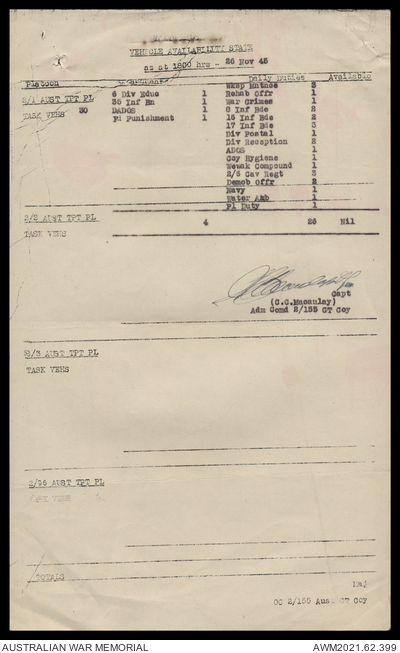 VEHICLE AVAILABILITY STATE
as at 1800 hrs - 26 Nov 45
Platoon Daily Duties Available
2/1 AUST TPT PL
TASK VEHS 30
6 Div Educ 1
35 Inf Bn 1
DADOS 1
Fd Punishment 1
Wksp Mntnce 3
Rehab Offr 1
War Crimes 1
8 Inf Bde 2
16 Inf Bde 2
17 Inf Bde 3
Div Postal 1
Div Reception 2
ADOS 1
Coy Hygiene 1
Wewak Compound 1
2/6 Cav Regt 3
Demob Offr 2
Navy 1
Water Amb 1
Pl Duty 1
2/2 AUST TPT PL 4 26 Nil
TASK VEHS
Capt
(C.C.Macaulay)
Adm Comd 2/155 GT Coy
2/3 AUST TPT PL
TASK VEHS
2/96 AUST TPT PL
TASK VEHS
TOTALS
OC 2/155 Aust GT Coy
AUSTRALIAN WAR MEMORIAL AWM2021.62.399